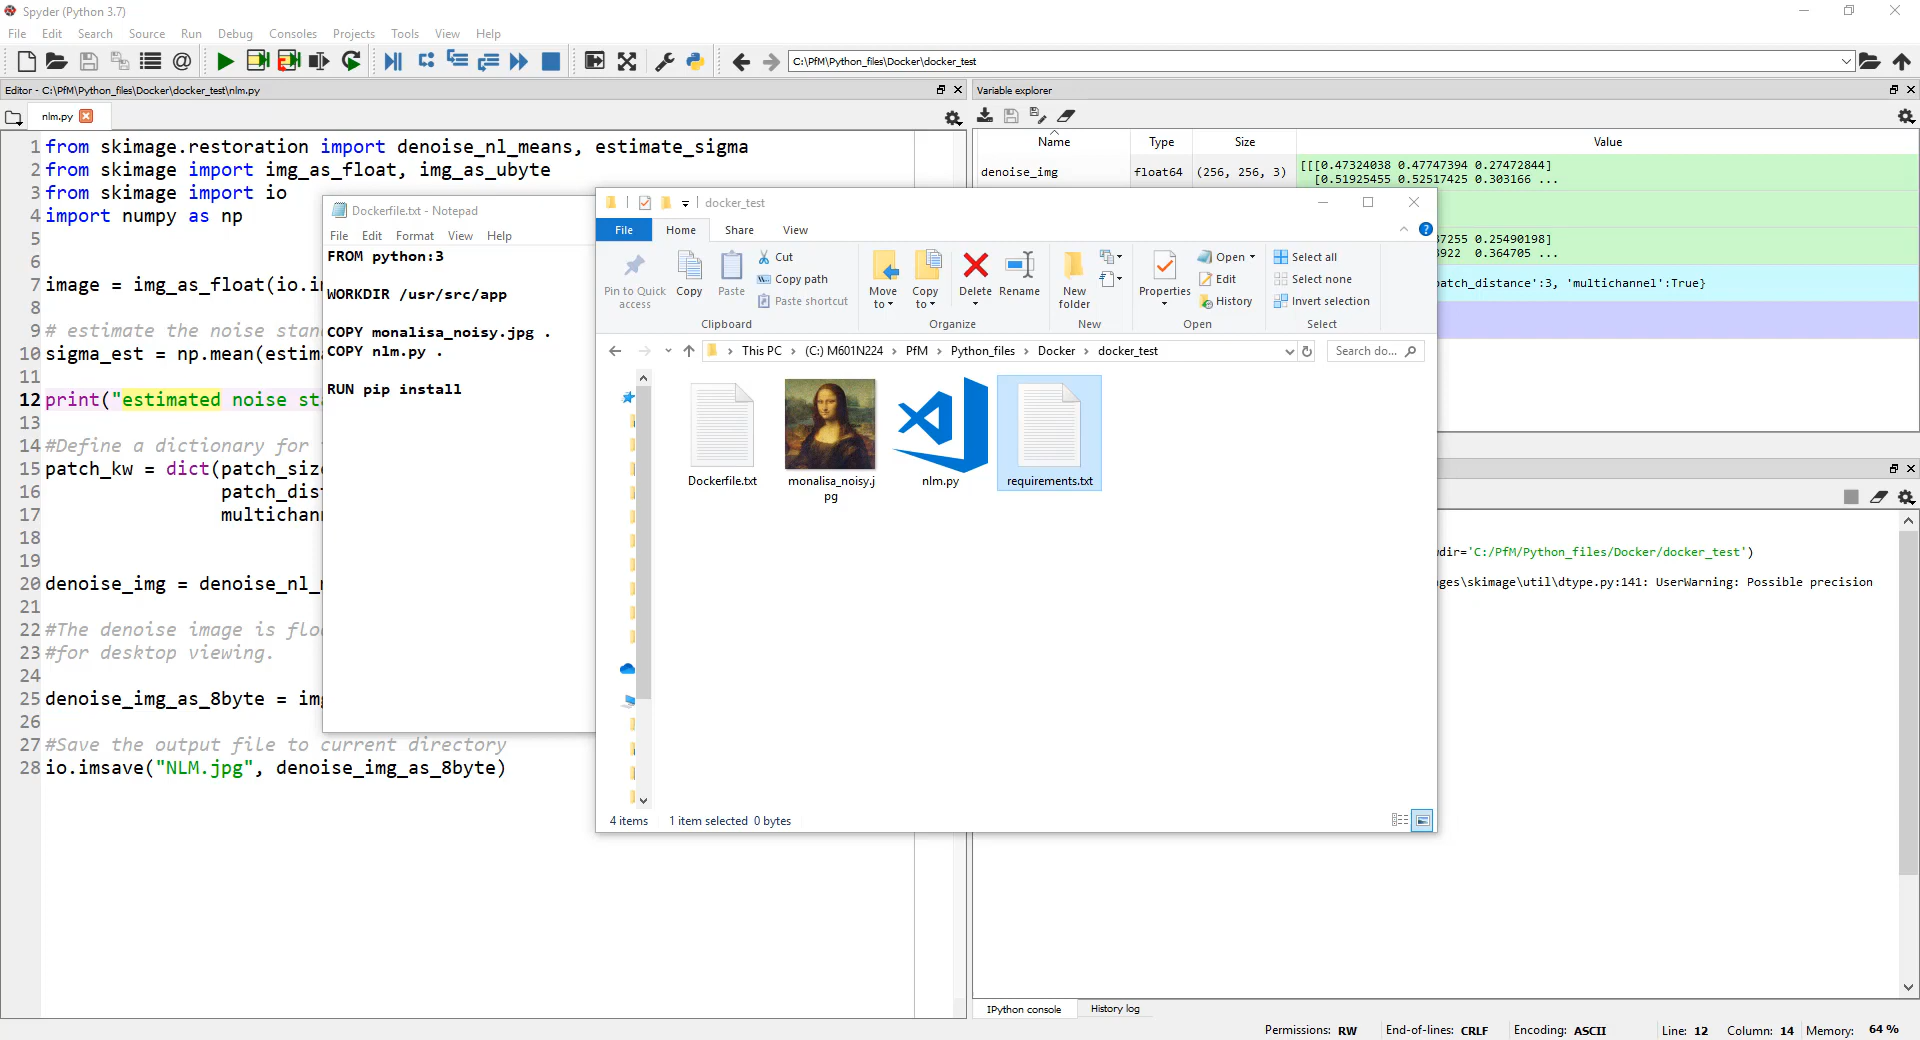 Spyder (Python 3.7)
File Edit Search Source Run Debug Consoles Projects Tools View Help
C:\PfM\Python_files\Docker\docker_test
Editor - C:\PfM\Python_files\Docker\docker_test\nlm.py
nlm.py
1 from skimage.restoration import denoise_nl_means, estimate_sigma
2 from skimage import img_as_float, img_as_ubyte
3 from skimage import io
4 import numpy as np
5
6
7 image = img_as_float(io.i
8
9 # estimate the noise stan
10 sigma_est = np.mean(estim
11
12 print("estimated noise st
13
14 #Define a dictionary for
15 patch_kw = dict(patch_siz
16 patch_dis
17 multichann
18
19
20 denoise_img = denoise_nl_
21
22 #The denoise image is flo
23 #for desktop viewing.
24
25 denoise_img_as_8byte = im
26
27 #Save the output file to current directory
28 io.imsave("NLM.jpg", denoise_img_as_8byte)
Dockerfile.txt - Notepad
File Edit Format View Help
FROM python:3
WORKDIR /usr/src/app
COPY monalisa_noisy.jpg .
COPY nlm.py .
RUN pip install
docker_test
File Home Share View
Pin to Quick access
Copy
Paste
Cut
Copy path
Paste shortcut
Clipboard
Move to
Copy to
Delete
Rename
Organize
New folder
New
Properties
Open
Edit
History
Open
Select all
Select none
Invert selection
Select
This PC (C:) M601N224 PfM Python_files Docker docker_test
Search do...
Dockerfile.txt
monalisa_noisy.j
pg
nlm.py
requirements.txt
4 items 1 item selected 0 bytes
Variable explorer
Name Type Size Value
denoise_img float64 (256, 256, 3) [[[0.47324038 0.47747394 0.27472844]
[0.51925455 0.52517425 0.303166 ...
7255 0.25490198]
3922 0.364705 ...
patch_distance':3, 'multichannel':True}
dir='C:/PfM/Python_files/Docker/docker_test')
ages\skimage\util\dtype.py:141: UserWarning: Possible precision
IPython console History log
Permissions: RW End-of-lines: CRLF Encoding: ASCII Line: 12 Column: 14 Memory: 64 %